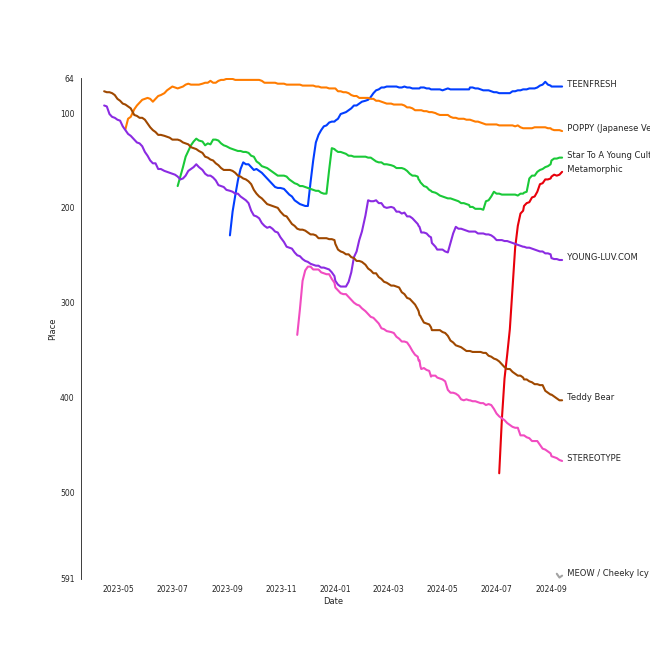 64
TEENFRESH
100
POPPY (Japanese Ve
Star To A Young Cult
Metamorphic
200
YOUNG-LUV.COM
300
Place
400
Teddy Bear
STEREOTYPE
500
591
MEOW / Cheeky Icy
2023-05 2023-07 2023-09 2023-11 2024-01 2024-03 2024-05 2024-07 2024-09
Date